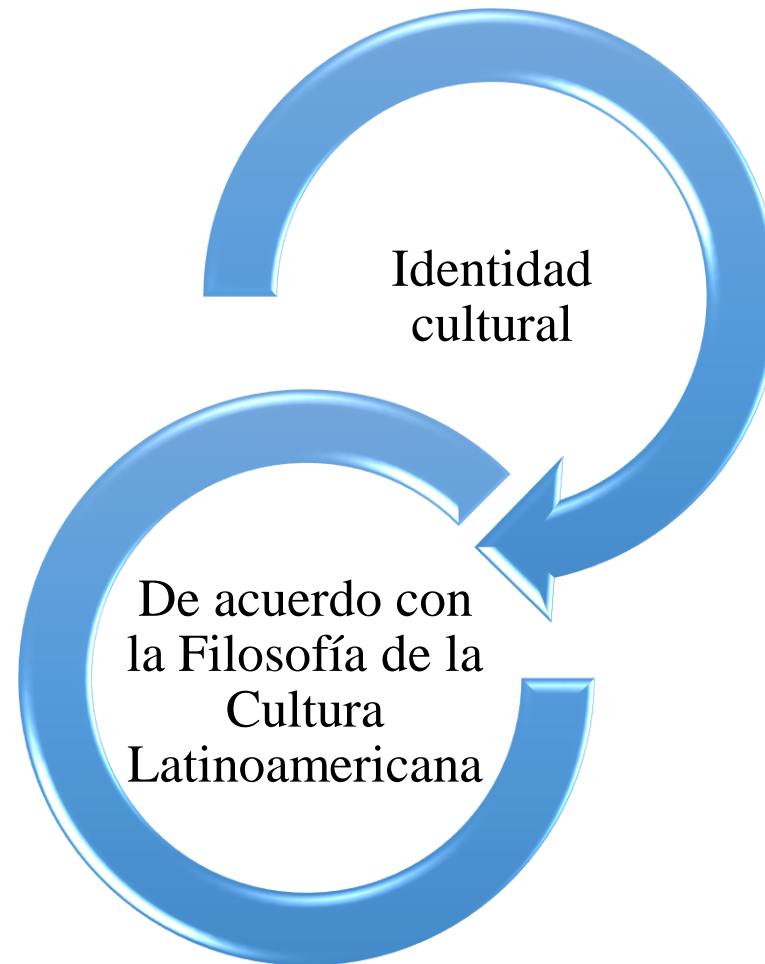 Identidad
cultural
De acuerdo con
la Filosofía de la
Cultura
Latinoamericana